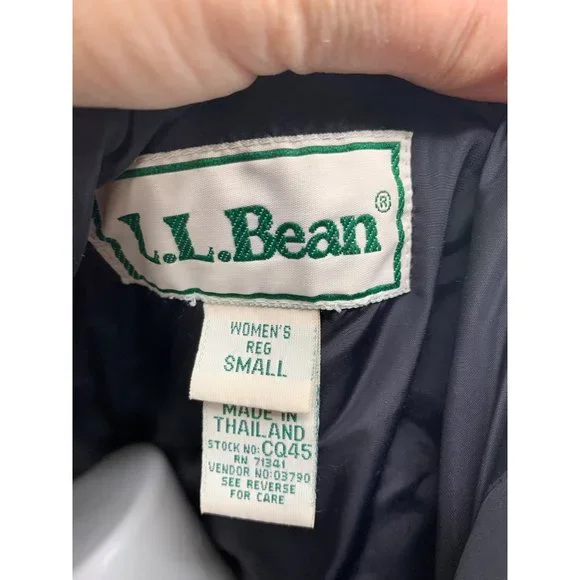 L.L.Bean®
WOMEN'S
REG
SMALL
MADE IN
THAILAND
STOCK NO: CQ45
RN 71341
VENDOR NO: 03790
SEE REVERSE
FOR CARE